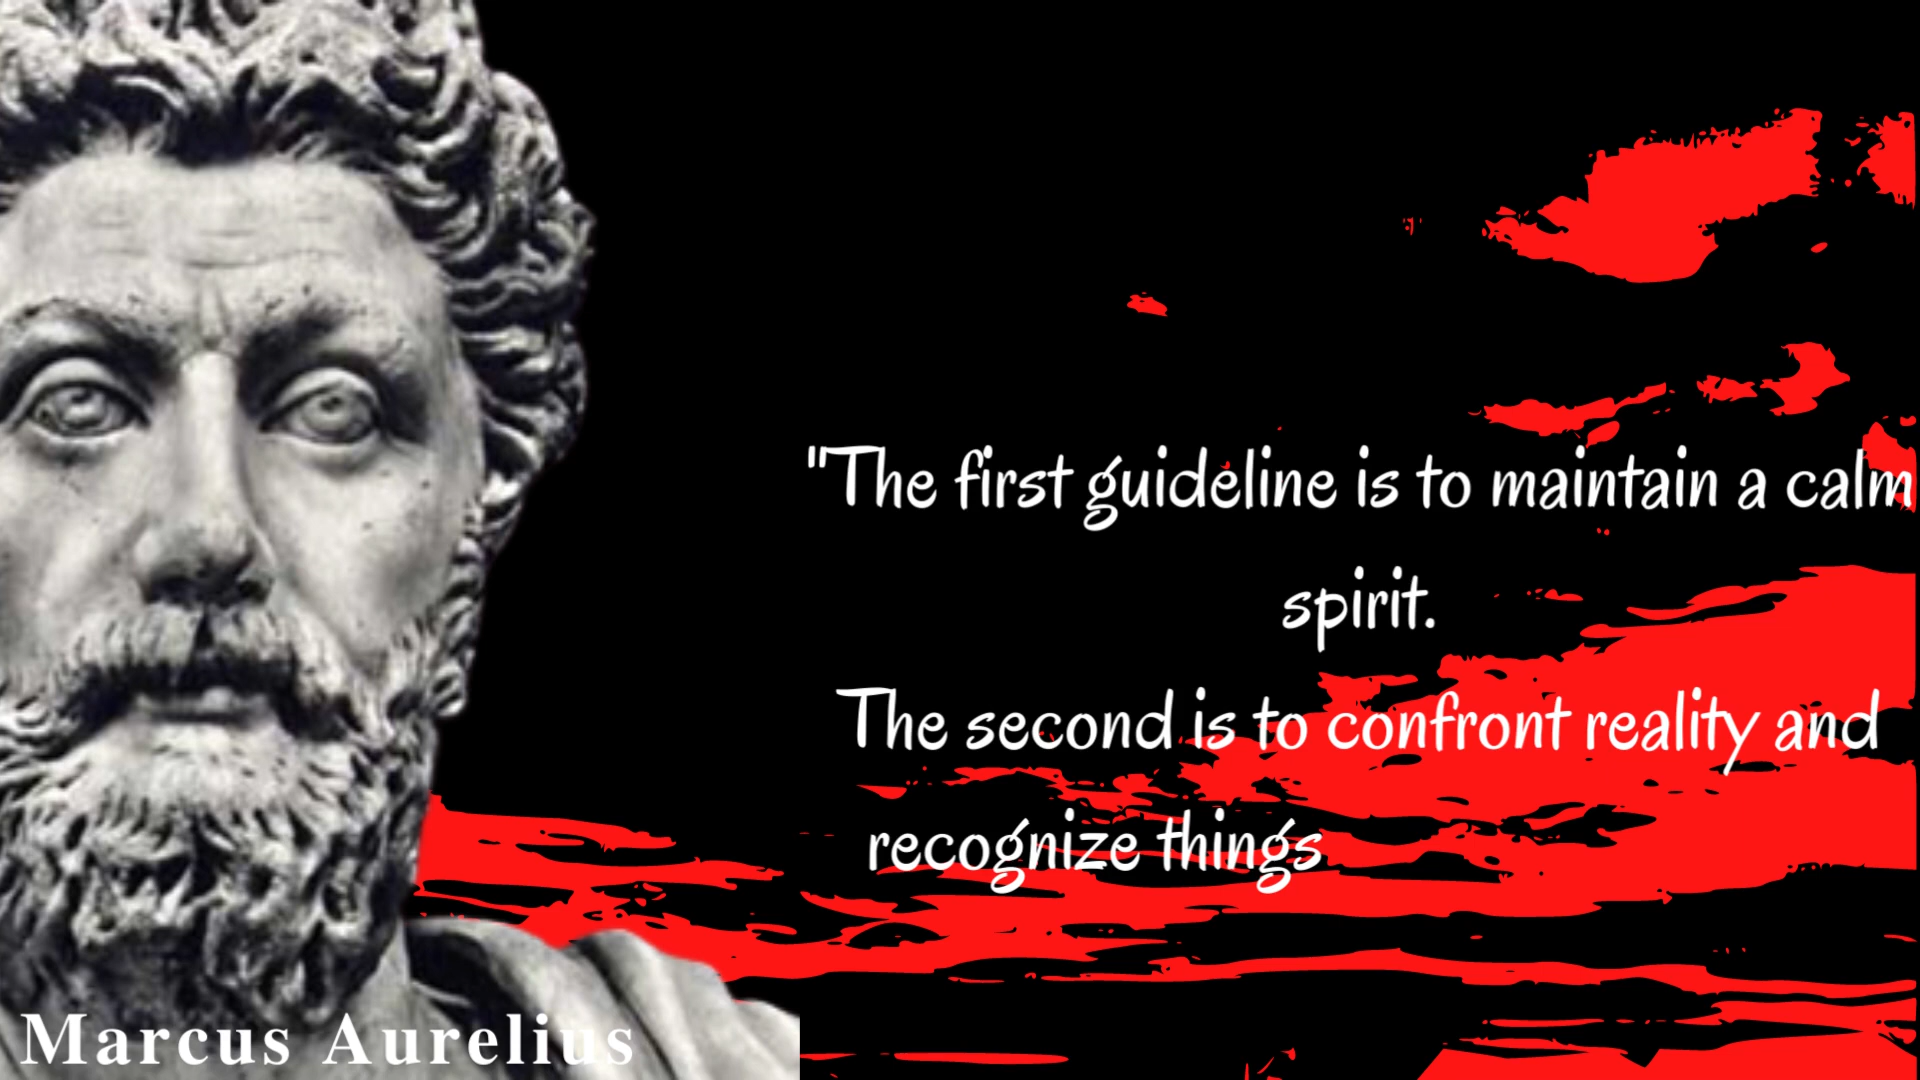 "The first guideline is to maintain a calm
spirit.
The second is to confront reality and
recognize things
Marcus Aurelius